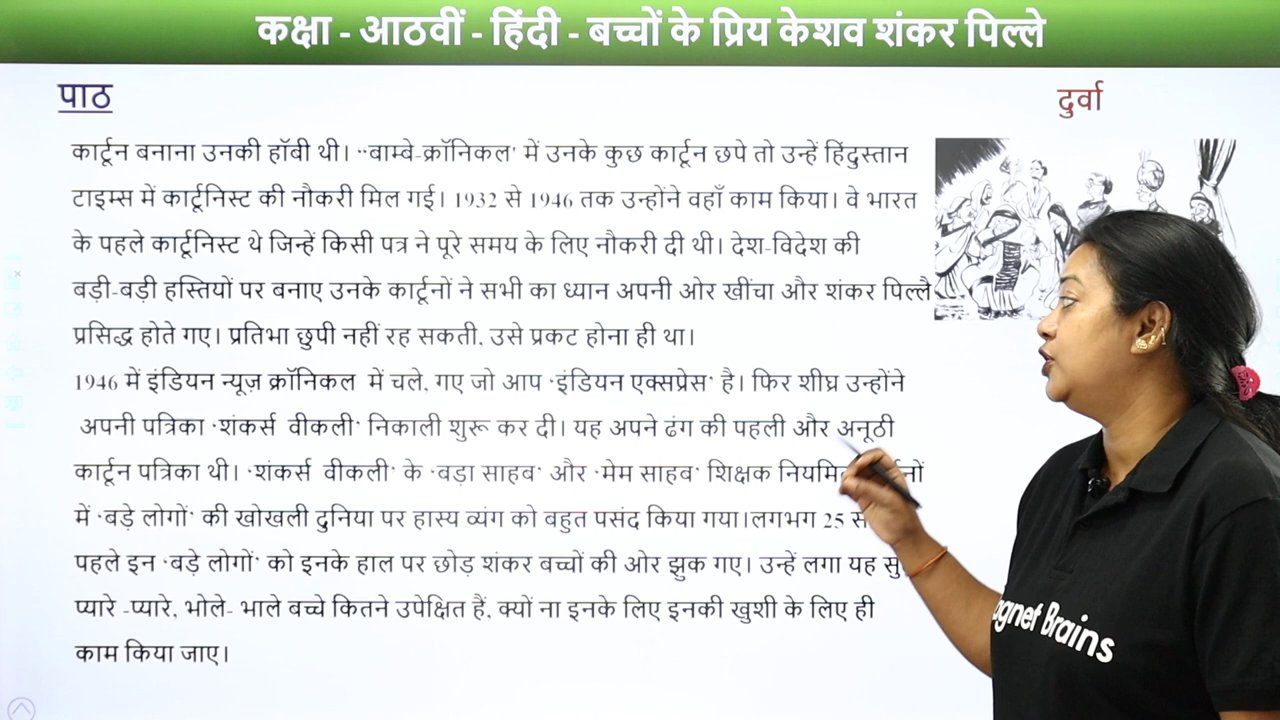 कक्षा - आठवीं - हिंदी - बच्चों के प्रिय केशव शंकर पिल्ले
पाठ
दुर्वा
कार्टून बनाना उनकी हॉबी थी। “बाम्बे-क्रॉनिकल' में उनके कुछ कार्टून छपे तो उन्हें हिंदुस्तान
टाइम्स में कार्टूनिस्ट की नौकरी मिल गई। 1932 से 1946 तक उन्होंने वहाँ काम किया। वे भारत
के पहले कार्टूनिस्ट थे जिन्हें किसी पत्र ने पूरे समय के लिए नौकरी दी थी। देश-विदेश की
बड़ी-बड़ी हस्तियों पर बनाए उनके कार्टूनों ने सभी का ध्यान अपनी ओर खींचा और शंकर पिल्लै
प्रसिद्ध होते गए। प्रतिभा छुपी नहीं रह सकती, उसे प्रकट होना ही था।
1946 में इंडियन न्यूज़ क्रॉनिकल में चले, गए जो आप 'इंडियन एक्सप्रेस' है। फिर शीघ्र उन्होंने
अपनी पत्रिका 'शंकर्स वीकली' निकाली शुरू कर दी। यह अपने ढंग की पहली और अनूठी
कार्टून पत्रिका थी। 'शंकर्स वीकली' के 'बड़ा साहब' और 'मेम साहब' शिक्षक
में 'बड़े लोगों' की खोखली दुनिया पर हास्य व्यंग को बहुत पसंद किया गया।लगभग 25
पहले इन 'बड़े लोगों' को इनके हाल पर छोड़ शंकर बच्चों की ओर झुक गए। उन्हें लगा यह
प्यारे -प्यारे, भोले- भाले बच्चे कितने उपेक्षित हैं, क्यों ना इनके लिए इनकी खुशी के लिए ही
काम किया जाए।
Brains